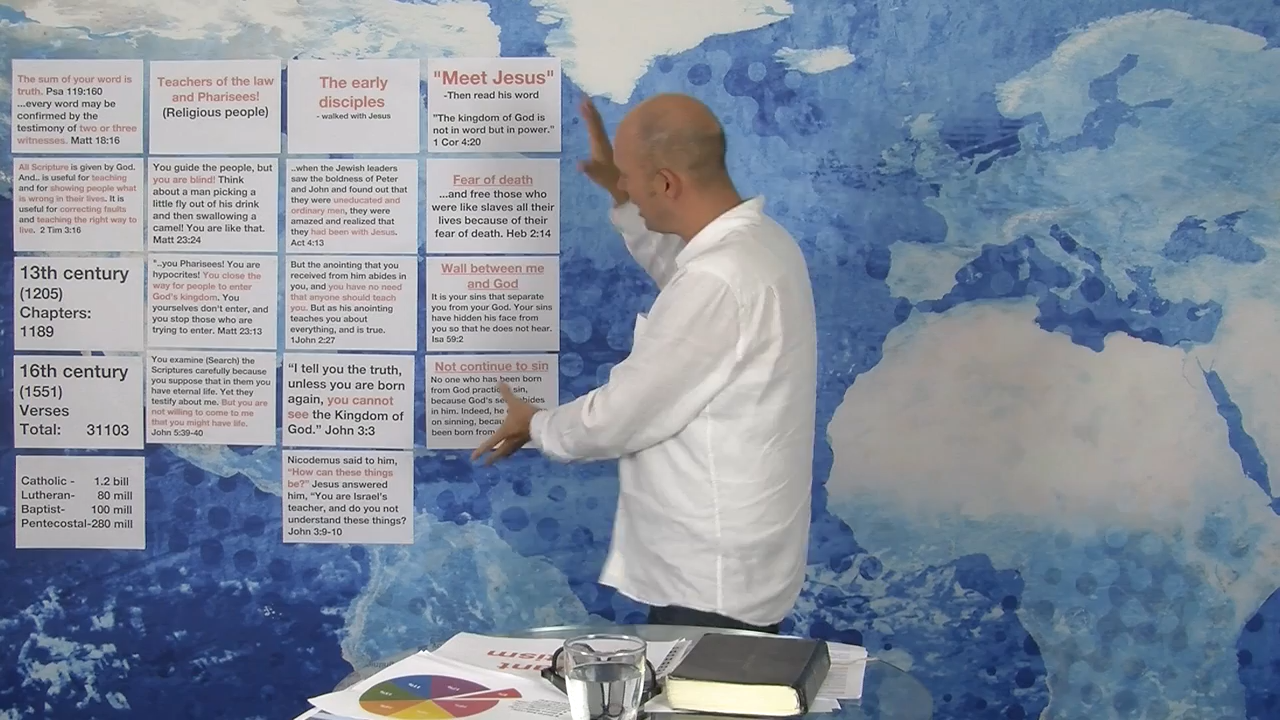 The sum of your word is
truth. Psa 119:160
...every word may be
confirmed by the
testimony of two or three
witnesses. Matt 18:16
Teachers of the law
and Pharisees!
(Religious people)
The early
disciples
- walked with Jesus
"Meet Jesus"
-Then read his word
"The kingdom of God is
not in word but in power."
1 Cor 4:20
All Scripture is given by God.
And.. is useful for teaching
and for showing people what
is wrong in their lives. It is
useful for correcting faults
and teaching the right way to
live. 2 Tim 3:16
You guide the people, but
you are blind! Think
about a man picking a
little fly out of his drink
and then swallowing a
camel! You are like that.
Matt 23:24
..when the Jewish leaders
saw the boldness of Peter
and John and found out that
they were uneducated and
ordinary men, they were
amazed and realized that
they had been with Jesus.
Act 4:13
Fear of death
...and free those who
were like slaves all their
lives because of their
fear of death. Heb 2:14
13th century
(1205)
Chapters:
1189
"..you Pharisees! You are
hypocrites! You close the
way for people to enter
God's kingdom. You
yourselves don't enter, and
you stop those who are
trying to enter. Matt 23:13
But the anointing that you
received from him abides in
you, and you have no need
that anyone should teach
you. But as his anointing
teaches you about
everything, and is true.
1John 2:27
Wall between me
and God
It is your sins that separate
you from your God. Your sins
have hidden his face from
you so that he does not hear.
Isa 59:2
16th century
(1551)
Verses
Total: 31103
You examine (Search) the
Scriptures carefully because
you suppose that in them you
have eternal life. Yet they
testify about me. But you are
not willing to come to me
that you might have life.
John 5:39-40
"I tell you the truth,
unless you are born
again, you cannot
see the Kingdom of
God." John 3:3
Not continue to sin
No one who has been born
from God practi sin,
because God's se abides
in him. Indeed, he
on sinning, becau
been born from
Catholic - 1.2 bill
Lutheran- 80 mill
Baptist- 100 mill
Pentecostal-280 mill
Nicodemus said to him,
"How can these things
be?" Jesus answered
him, "You are Israel's
teacher, and do you not
understand these things?
John 3:9-10